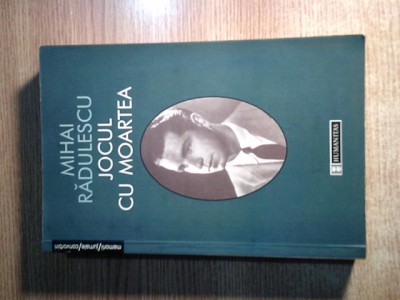 MIHAI
RĂDULESCU
JOCUL
CU MOARTEA
HUMANITAS
memorii/jurnale/convorbiri